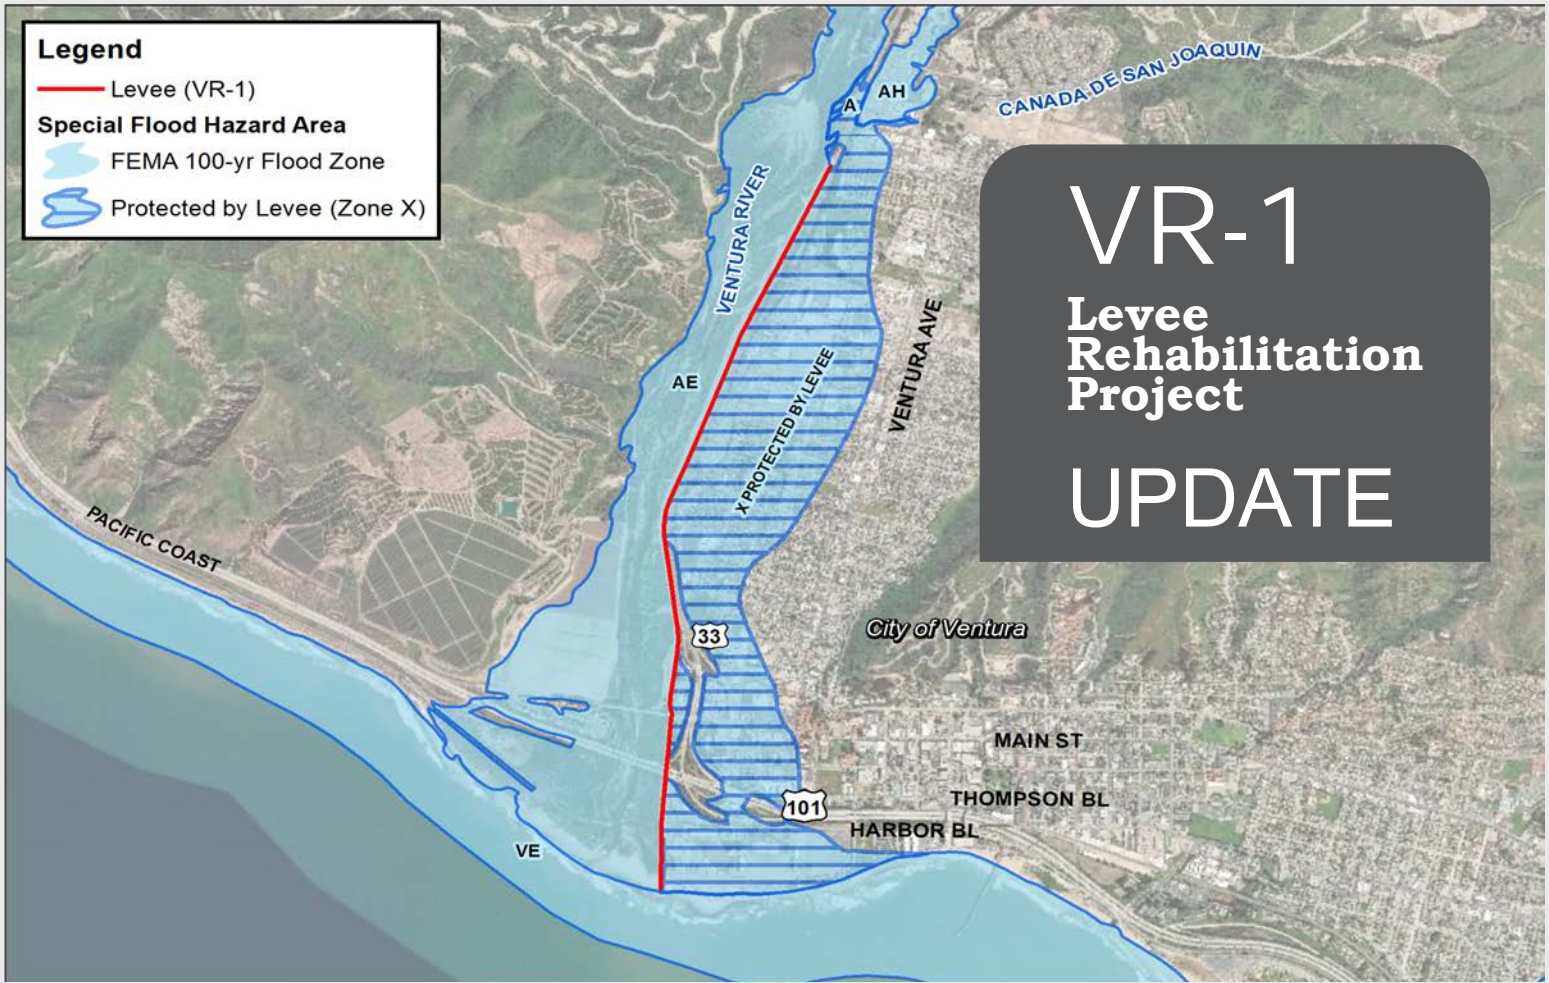 Legend
Levee (VR-1)
Special Flood Hazard Area
FEMA 100-yr Flood Zone
Protected by Levee (Zone X)
A
AH
CANADA DE SAN JOAQUIN
VENTURA RIVER
VR-1
Levee
Rehabilitation
Project
UPDATE
AE
X PROTECTED BY LEVEE
VENTURA AVE
PACIFIC COAST
33
City of Ventura
MAIN ST
101
THOMPSON BL
HARBOR BL
VE